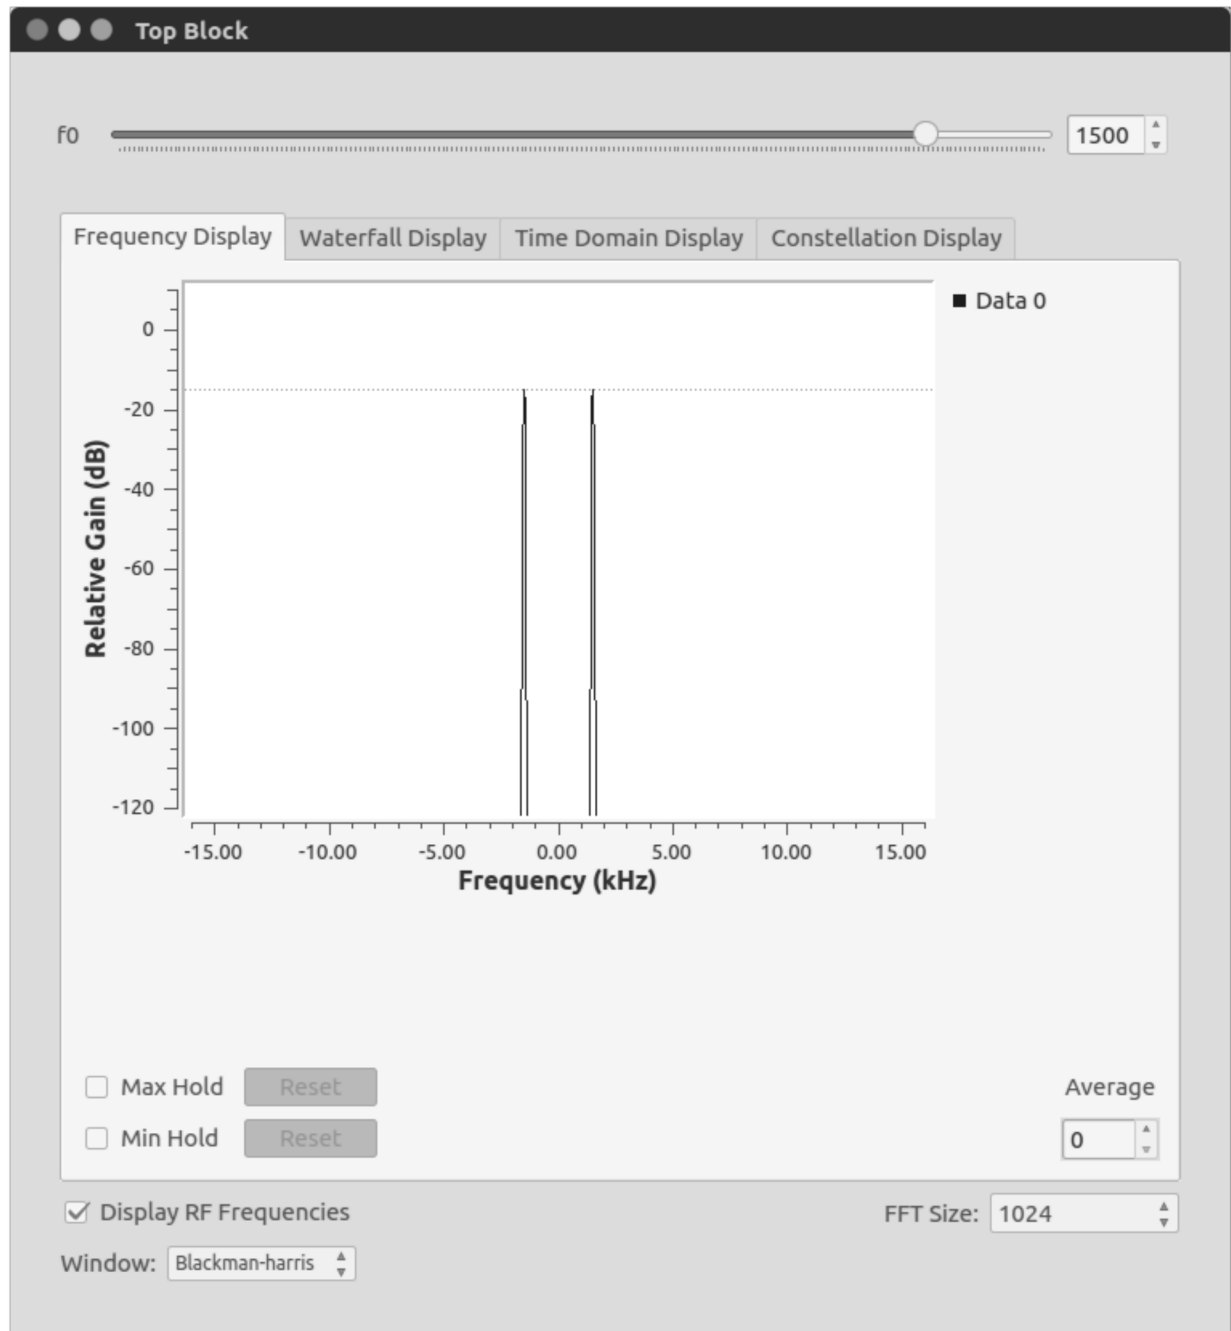 Top Block
f0
1500
Frequency Display
Waterfall Display
Time Domain Display
Constellation Display
Data 0
Relative Gain (dB)
0
-20
-40
-60
-80
-100
-120
-15.00 -10.00 -5.00 0.00 5.00 10.00 15.00
Frequency (kHz)
Max Hold Reset
Average
Min Hold Reset
0
Display RF Frequencies
FFT Size: 1024
Window: Blackman-harris